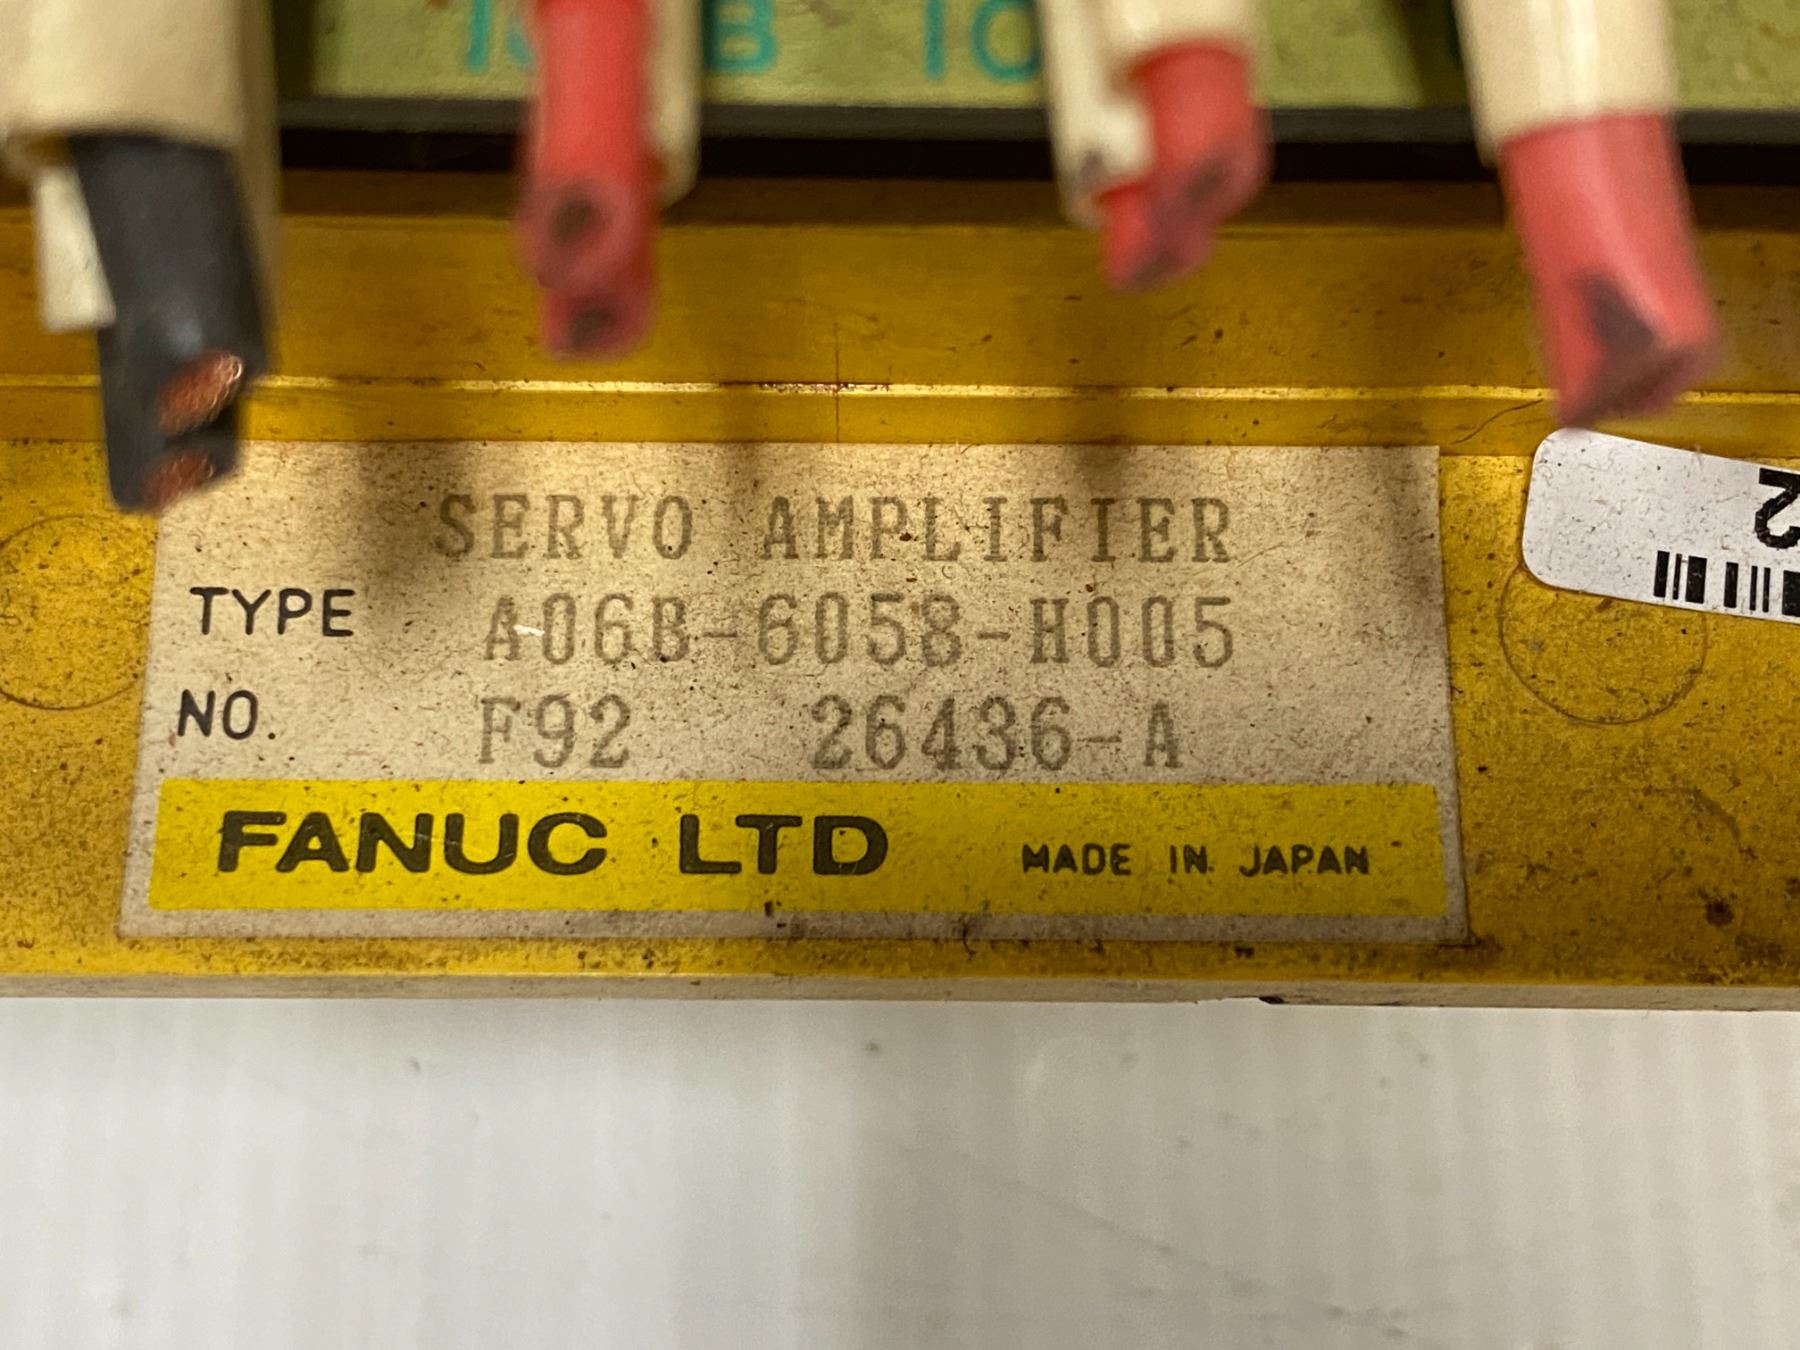 SERVO AMPLIFIER
TYPE A06B-6058-H005
NO. F92 26436-A
FANUC LTD MADE IN JAPAN